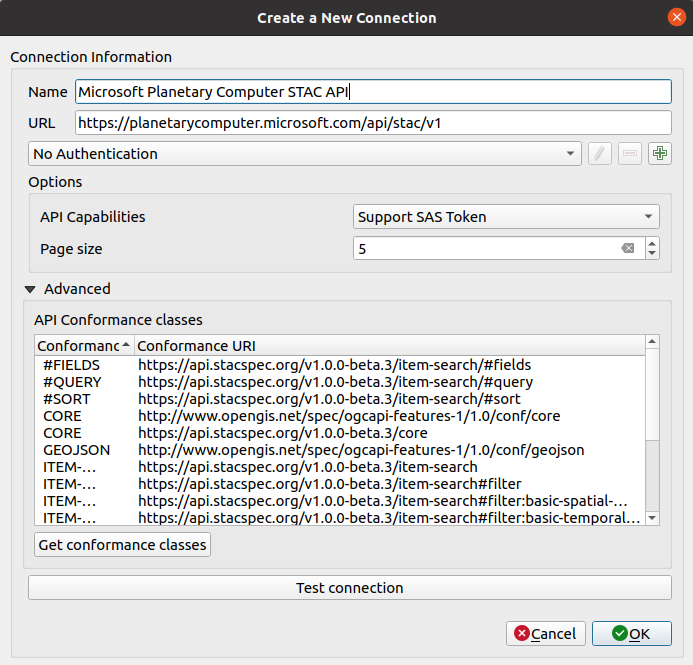 Create a New Connection
Connection Information
Name Microsoft Planetary Computer STAC API
URL https://planetarycomputer.microsoft.com/api/stac/v1
No Authentication
Options
API Capabilities Support SAS Token
Page size 5
Advanced
API Conformance classes
Conformanc Conformance URI
#FIELDS https://api.stacspec.org/v1.0.0-beta.3/item-search/#fields
#QUERY https://api.stacspec.org/v1.0.0-beta.3/item-search/#query
#SORT https://api.stacspec.org/v1.0.0-beta.3/item-search/#sort
CORE http://www.opengis.net/spec/ogcapi-features-1/1.0/conf/core
CORE https://api.stacspec.org/v1.0.0-beta.3/core
GEOJSON http://www.opengis.net/spec/ogcapi-features-1/1.0/conf/geojson
ITEM-… https://api.stacspec.org/v1.0.0-beta.3/item-search
ITEM-… https://api.stacspec.org/v1.0.0-beta.3/item-search#filter
ITEM-… https://api.stacspec.org/v1.0.0-beta.3/item-search#filter:basic-spatial-…
ITEM-… https://api.stacspec.org/v1.0.0-beta.3/item-search#filter:basic-temporal…
Get conformance classes
Test connection
Cancel OK